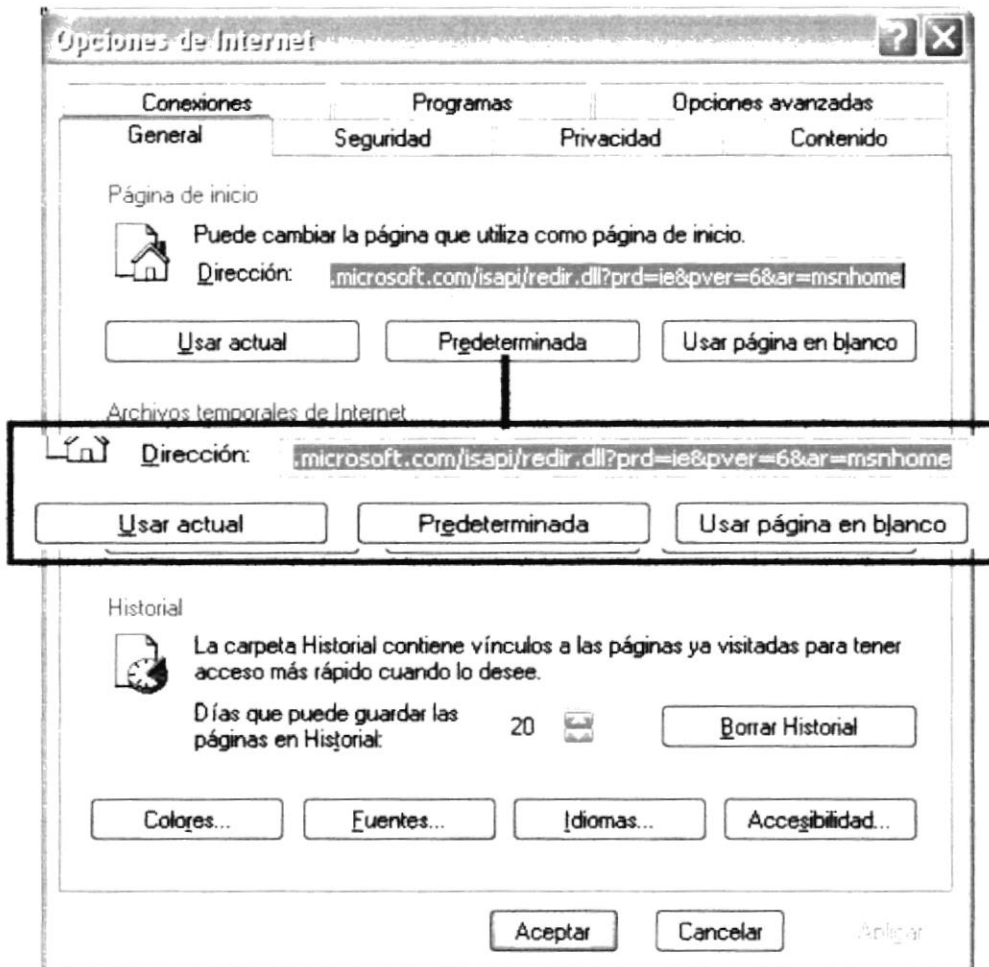 Opciones de Internet
Conexiones Programas Opciones avanzadas
General Seguridad Privacidad Contenido
Página de inicio
Puede cambiar la página que utiliza como página de inicio.
Dirección: .microsoft.com/isapi/redir.dll?prd=ie&pver=6&ar=msnhome
Usar actual Predeterminada Usar página en blanco
Archivos temporales de Internet
Dirección: .microsoft.com/isapi/redir.dll?prd=ie&pver=6&ar=msnhome
Usar actual Predeterminada Usar página en blanco
Historial
La carpeta Historial contiene vínculos a las páginas ya visitadas para tener
acceso más rápido cuando lo desee.
Días que puede guardar las
páginas en Historial: 20 Borrar Historial
Colores... Fuentes... Idiomas... Accesibilidad...
Aceptar Cancelar Aplicar